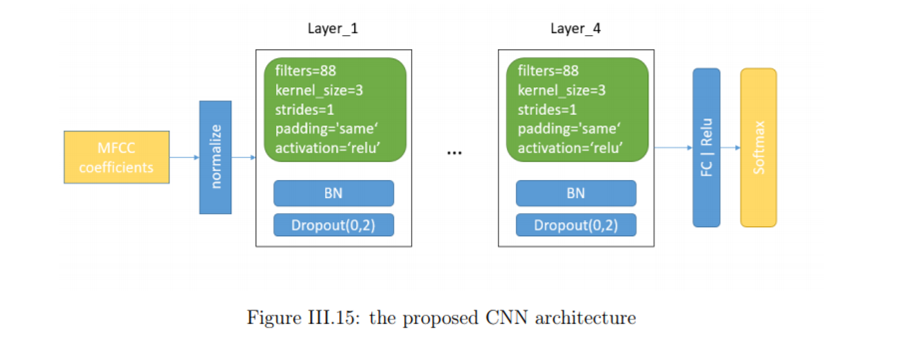 Layer_1
Layer_4
MFCC
coefficients
normalize
filters=88
kernel_size=3
strides=1
padding='same‘
activation=‘relu’
BN
Dropout(0,2)
...
filters=88
kernel_size=3
strides=1
padding='same‘
activation=‘relu’
BN
Dropout(0,2)
FC | Relu
Softmax
Figure III.15: the proposed CNN architecture